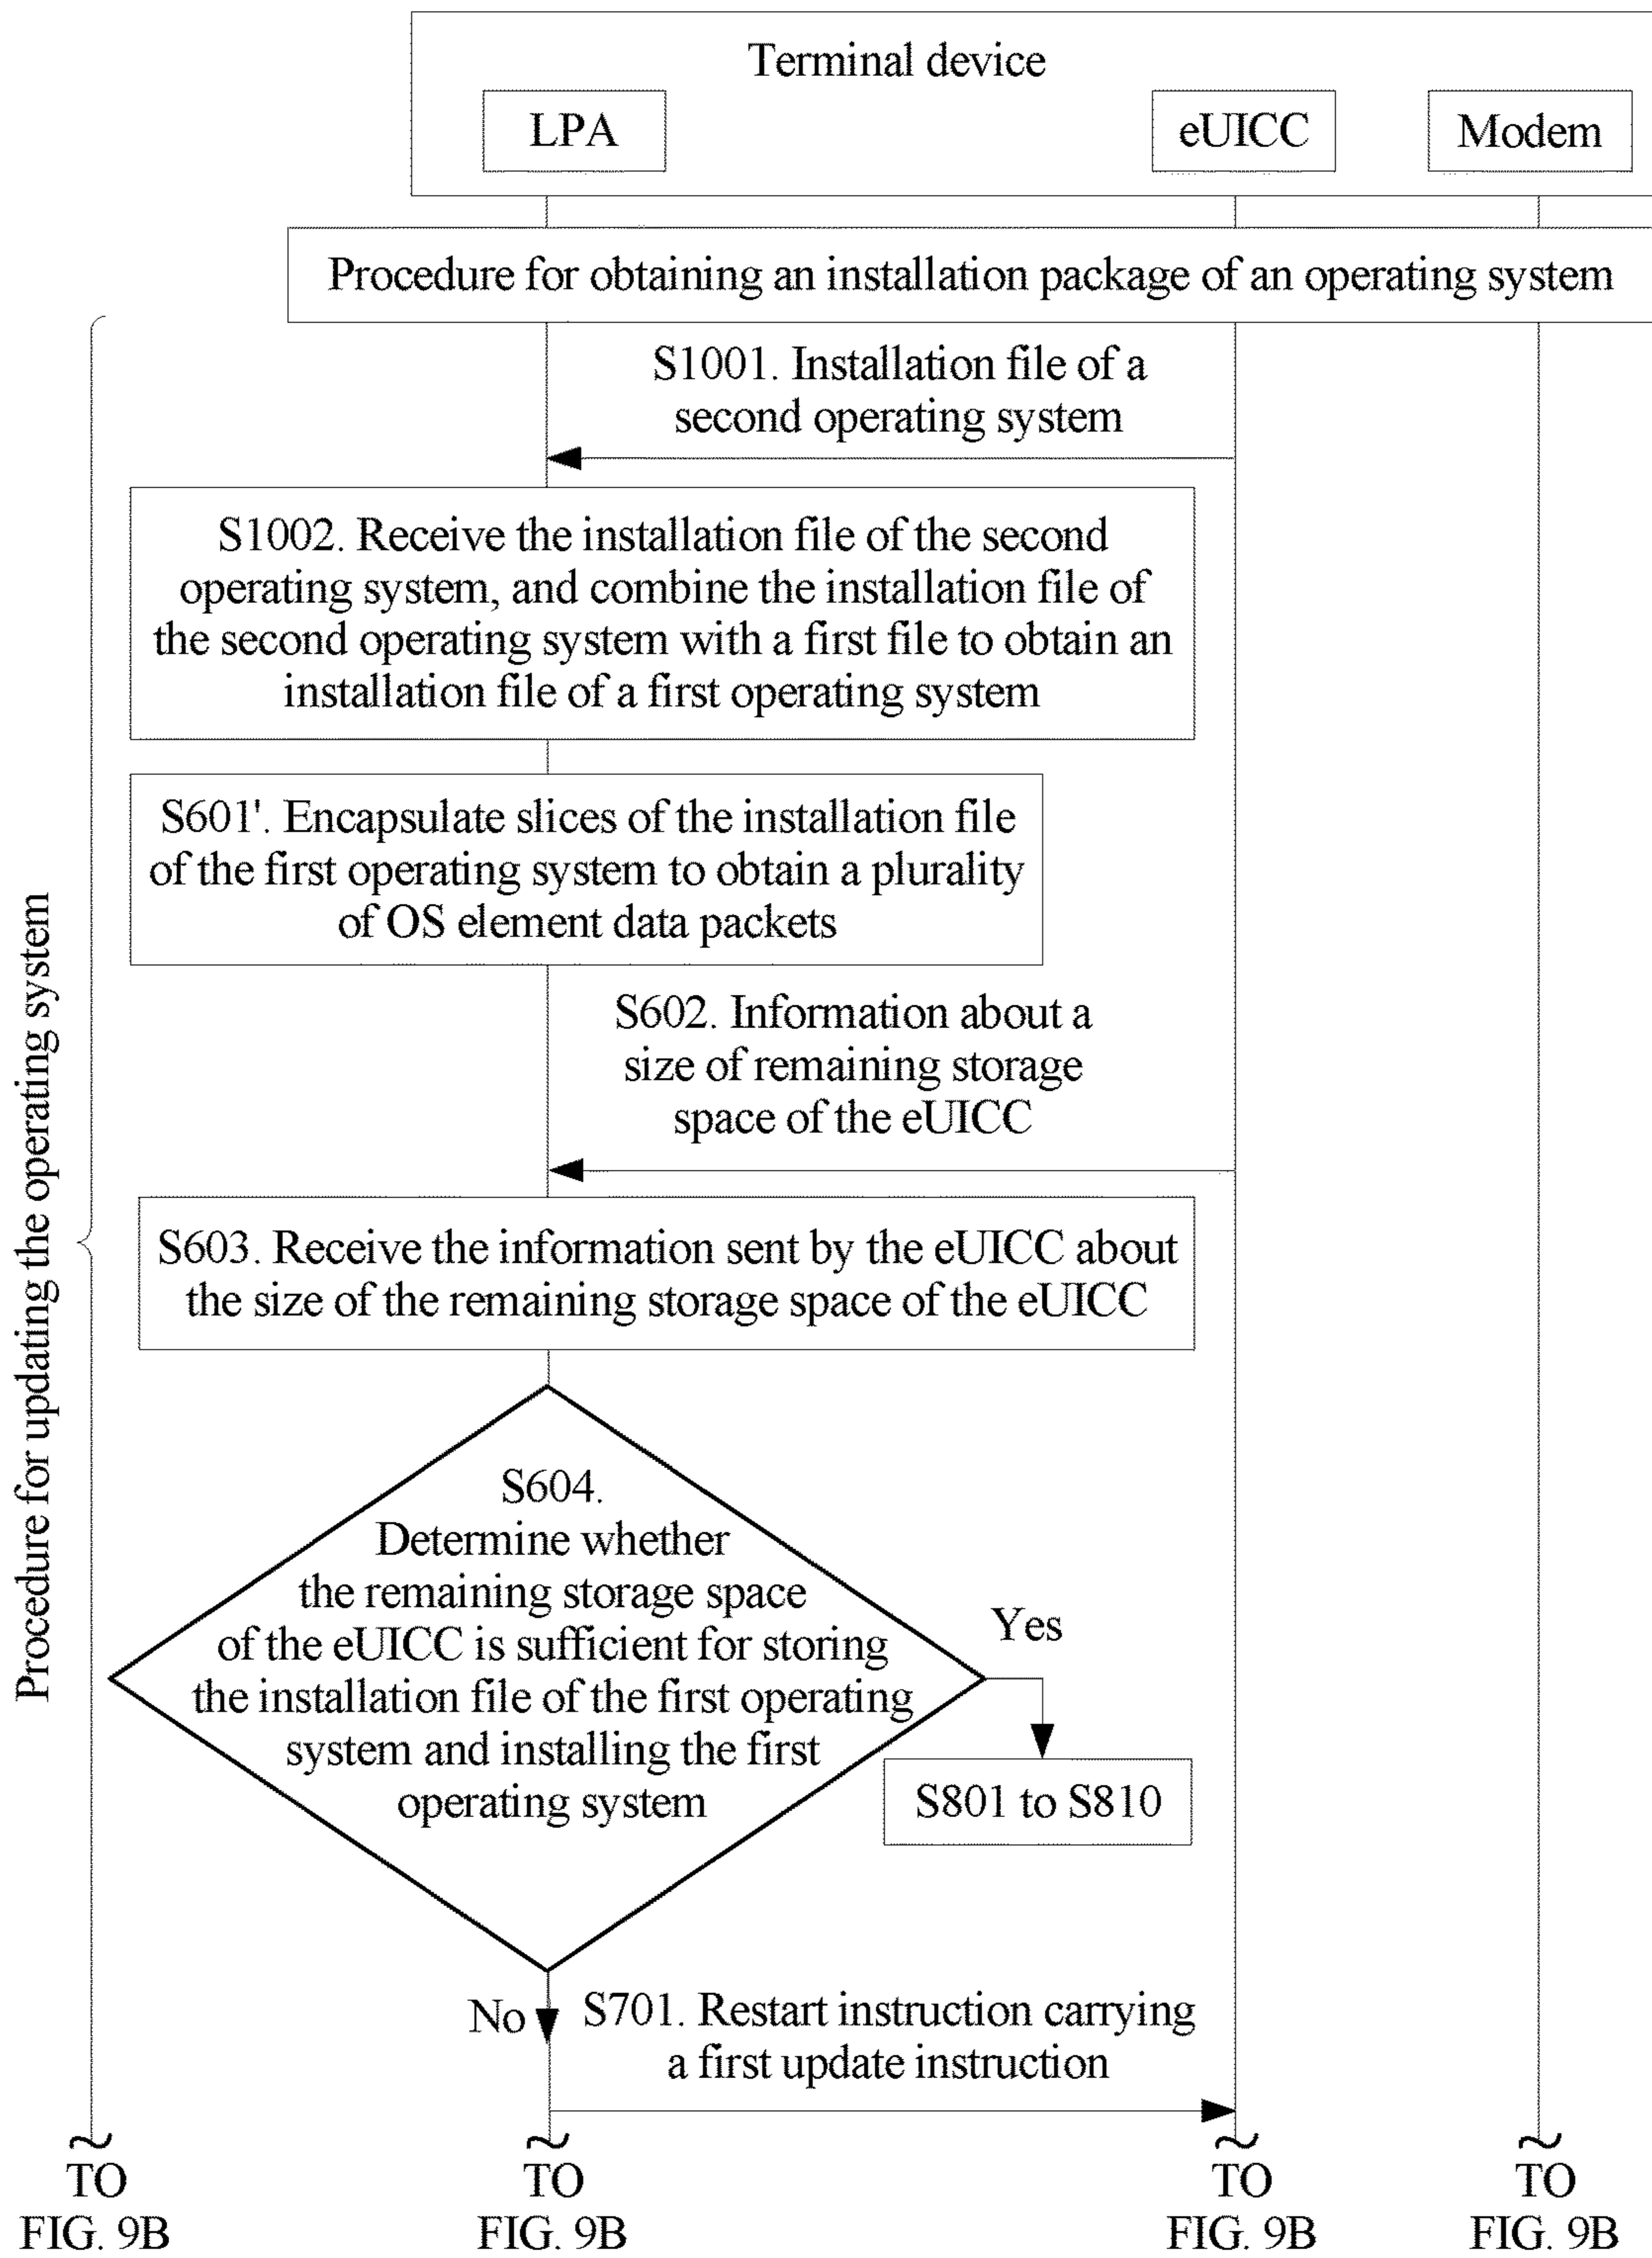 Terminal device
LPA
eUICC
Modem
Procedure for obtaining an installation package of an operating system
Procedure for updating the operating system
S1001. Installation file of a
second operating system
S1002. Receive the installation file of the second
operating system, and combine the installation file of
the second operating system with a first file to obtain an
installation file of a first operating system
S601'. Encapsulate slices of the installation file
of the first operating system to obtain a plurality
of OS element data packets
S602. Information about a
size of remaining storage
space of the eUICC
S603. Receive the information sent by the eUICC about
the size of the remaining storage space of the eUICC
S604.
Determine whether
the remaining storage space
of the eUICC is sufficient for storing
the installation file of the first operating
system and installing the first
operating system
Yes
S801 to S810
No
S701. Restart instruction carrying
a first update instruction
TO
FIG. 9B
TO
FIG. 9B
TO
FIG. 9B
TO
FIG. 9B